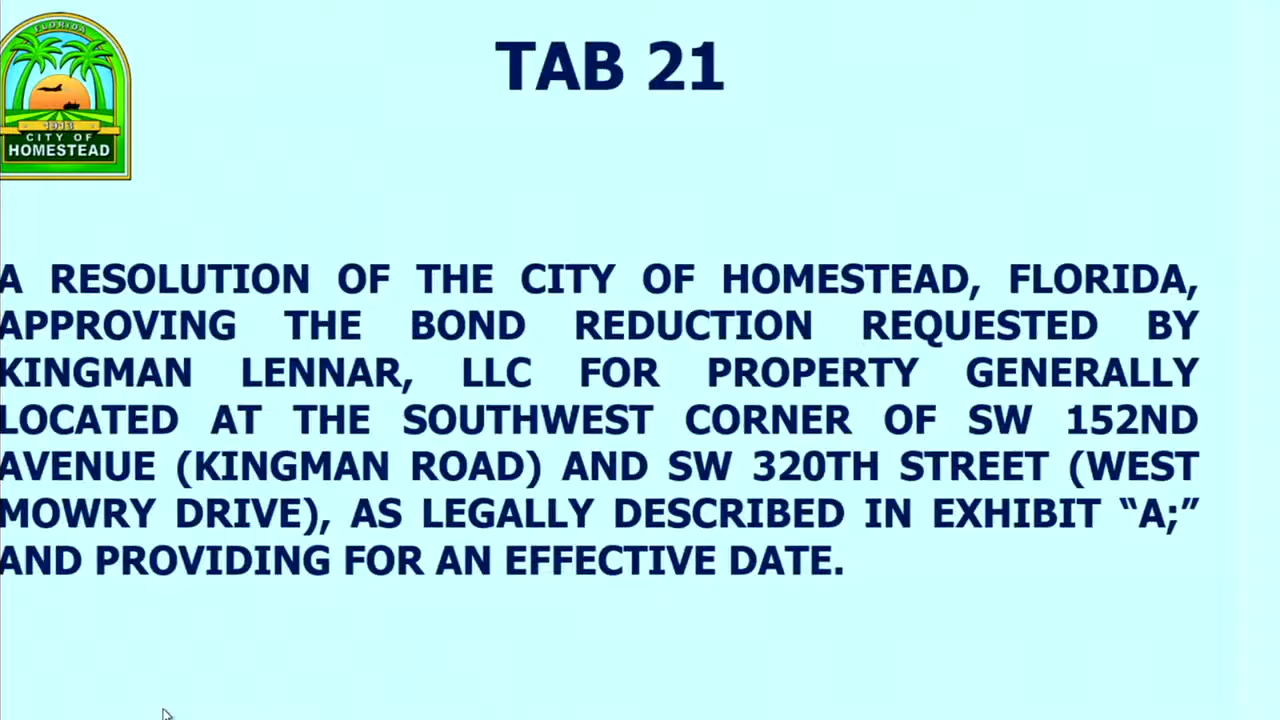 FLORIDA
1913
CITY OF
HOMESTEAD
TAB 21
A RESOLUTION OF THE CITY OF HOMESTEAD, FLORIDA,
APPROVING THE BOND REDUCTION REQUESTED BY
KINGMAN LENNAR, LLC FOR PROPERTY GENERALLY
LOCATED AT THE SOUTHWEST CORNER OF SW 152ND
AVENUE (KINGMAN ROAD) AND SW 320TH STREET (WEST
MOWRY DRIVE), AS LEGALLY DESCRIBED IN EXHIBIT “A;”
AND PROVIDING FOR AN EFFECTIVE DATE.